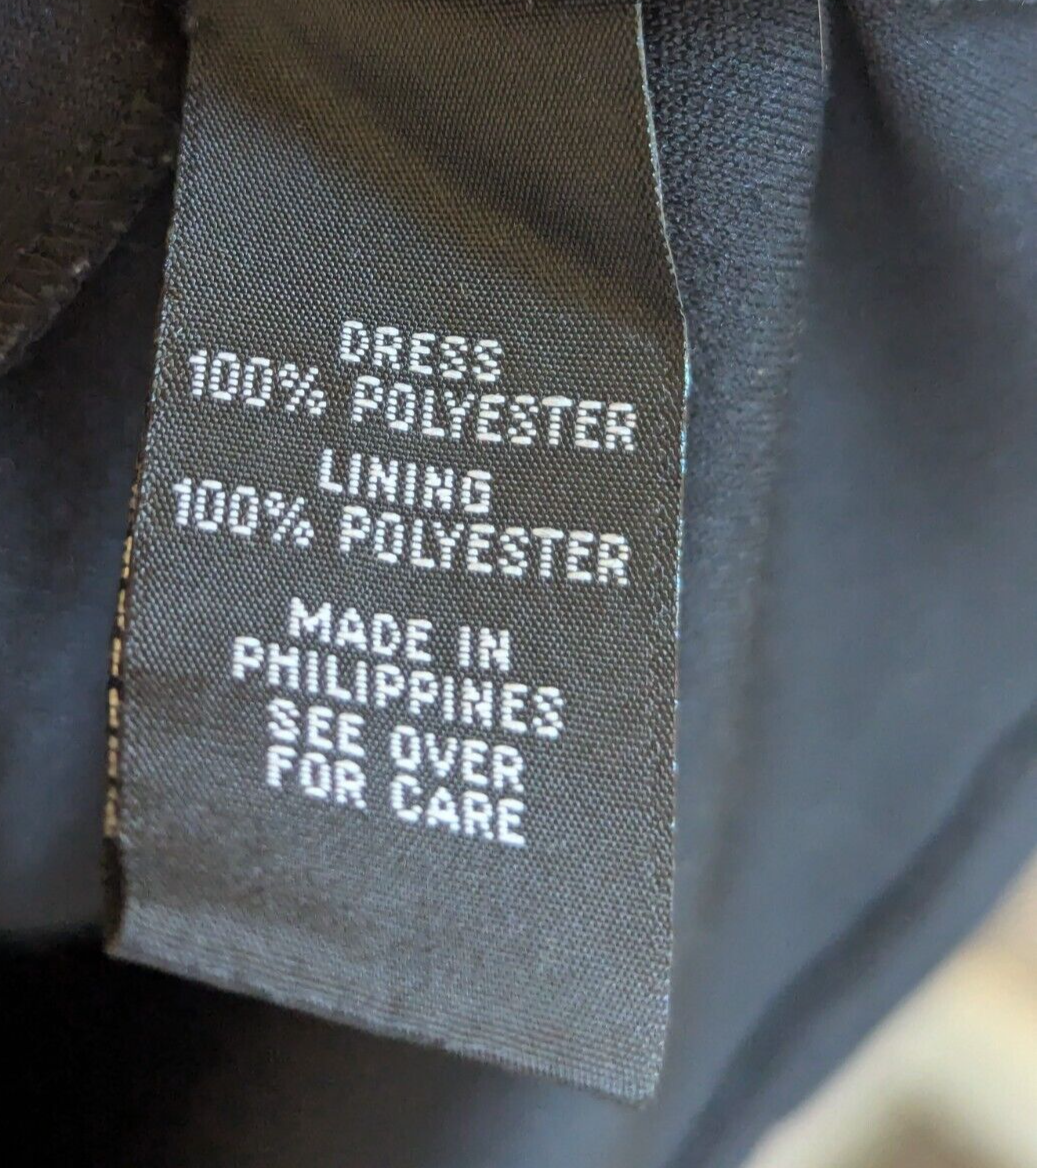 DRESS
100% POLYESTER
LINING
100% POLYESTER
MADE IN
PHILIPPINES
SEE OVER
FOR CARE